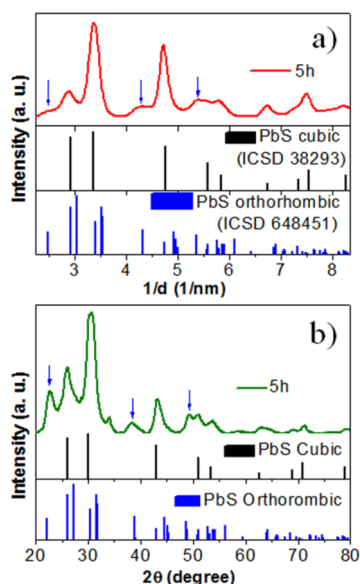 a)
5h
PbS cubic
(ICSD 38293)
PbS orthorhombic
(ICSD 648451)
Intensity (a. u.)
3 4 5 6 7 8
1/d (1/nm)
b)
5h
PbS Cubic
PbS Orthorombic
Intensity (a. u.)
20 30 40 50 60 70 80
2θ (degree)